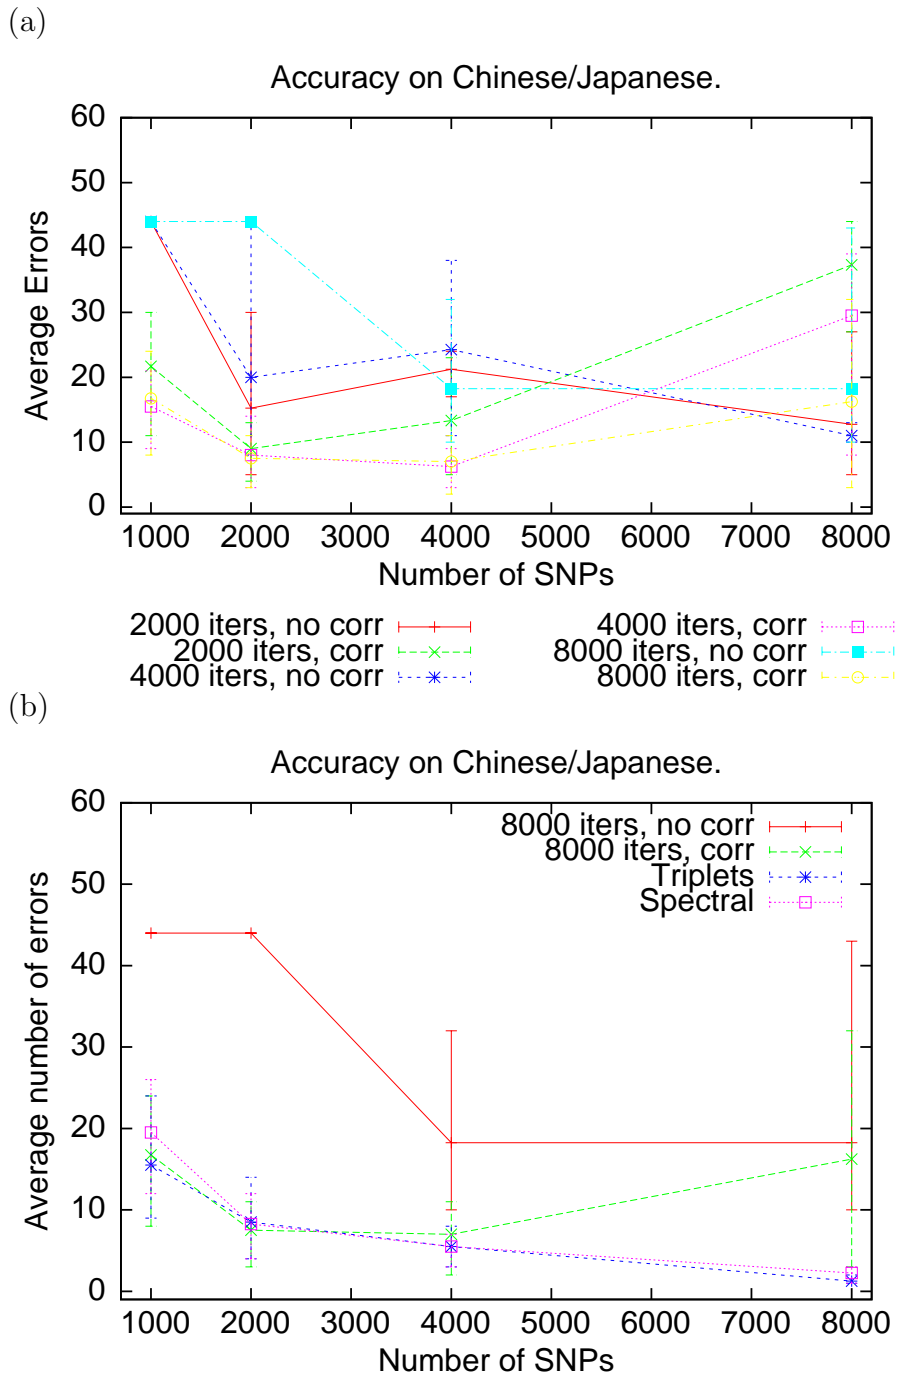 (a)
Accuracy on Chinese/Japanese.
60
50
40
30
20
10
0
Average Errors
1000 2000 3000 4000 5000 6000 7000 8000
Number of SNPs
2000 iters, no corr
2000 iters, corr
4000 iters, no corr
4000 iters, corr
8000 iters, no corr
8000 iters, corr
(b)
Accuracy on Chinese/Japanese.
60
50
40
30
20
10
0
Average number of errors
8000 iters, no corr
8000 iters, corr
Triplets
Spectral
1000 2000 3000 4000 5000 6000 7000 8000
Number of SNPs